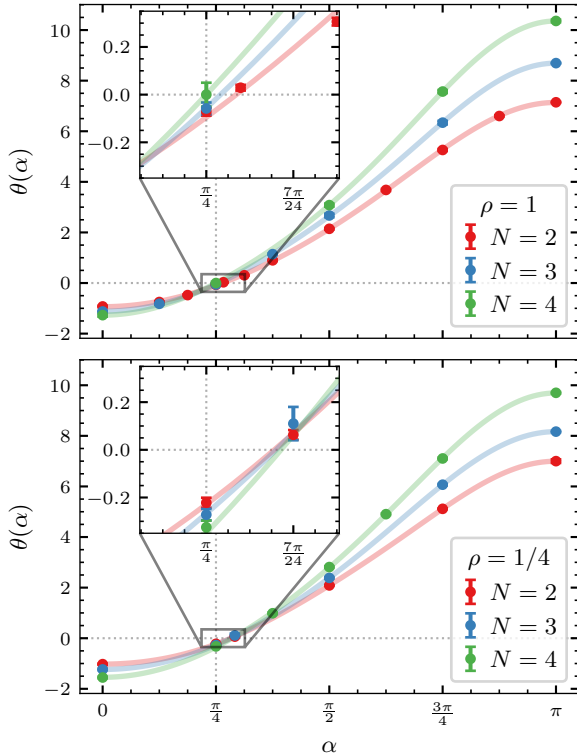 10
8
6
4
2
0
−2
θ(α)
0.2
0.0
−0.2
π/4
7π/24
ρ = 1
N = 2
N = 3
N = 4
10
8
6
4
2
0
−2
θ(α)
0.2
0.0
−0.2
π/4
7π/24
ρ = 1/4
N = 2
N = 3
N = 4
0
π/4
π/2
3π/4
π
α